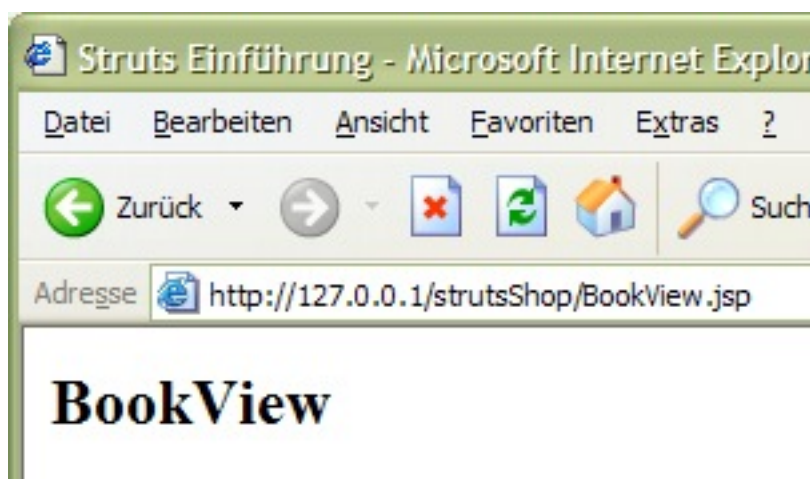 Struts Einführung - Microsoft Internet Explor
Datei Bearbeiten Ansicht Favoriten Extras ?
Zurück Such
Adresse http://127.0.0.1/strutsShop/BookView.jsp
BookView